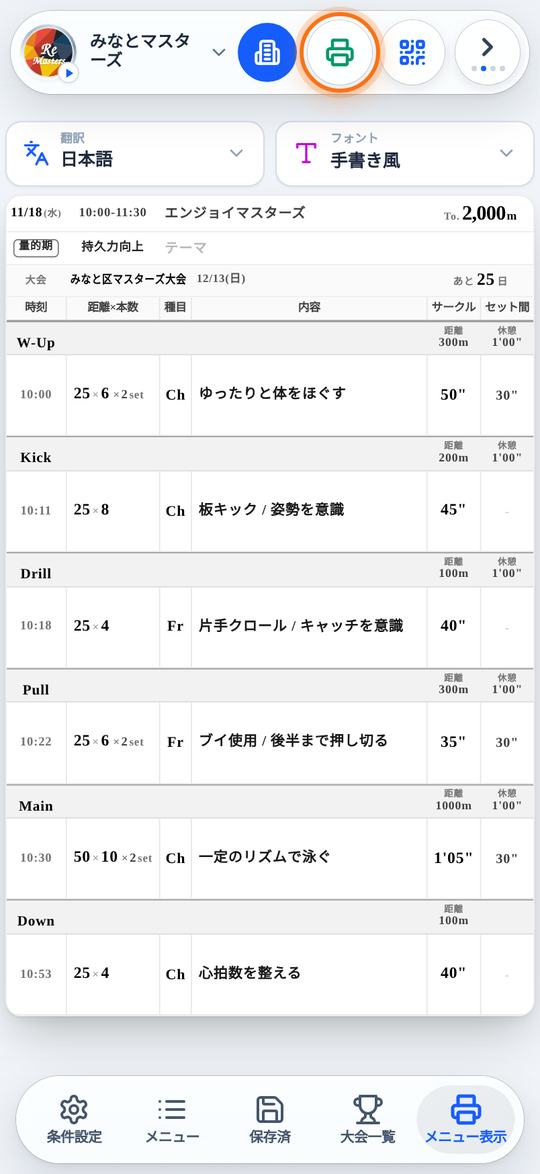 Re
Masters
みなとマスターズ
翻訳
日本語
フォント
手書き風
11/18(水) 10:00-11:30 エンジョイマスターズ To. 2,000m
量的期 持久力向上 テーマ
大会 みなと区マスターズ大会 12/13(日) あと 25 日
時刻 距離×本数 種目 内容 サークル セット間
W-Up 距離 300m 休憩 1'00"
10:00 25×6 ×2set Ch ゆったりと体をほぐす 50" 30"
Kick 距離 200m 休憩 1'00"
10:11 25×8 Ch 板キック / 姿勢を意識 45" -
Drill 距離 100m 休憩 1'00"
10:18 25×4 Fr 片手クロール / キャッチを意識 40" -
Pull 距離 300m 休憩 1'00"
10:22 25×6 ×2set Fr ブイ使用 / 後半まで押し切る 35" 30"
Main 距離 1000m 休憩 1'00"
10:30 50×10 ×2set Ch 一定のリズムで泳ぐ 1'05" 30"
Down 距離 100m
10:53 25×4 Ch 心拍数を整える 40" -
条件設定 メニュー 保存済 大会一覧 メニュー表示